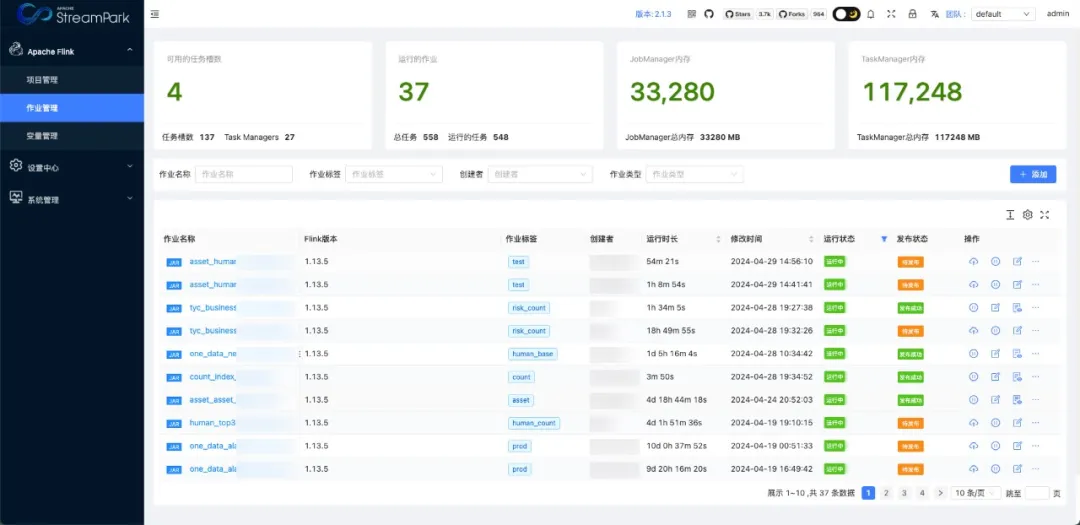 APACHE
StreamPark
版本: 2.1.3
Stars 3.7k
Forks 964
团队 :
default
admin
Apache Flink
项目管理
作业管理
变量管理
设置中心
系统管理
可用的任务槽数
4
任务槽数 137 Task Managers 27
运行的作业
37
总任务 558 运行的任务 548
JobManager内存
33,280
JobManager总内存 33280 MB
TaskManager内存
117,248
TaskManager总内存 117248 MB
作业名称 作业名称 作业标签 作业标签 创建者 创建者 作业类型 作业类型 + 添加
作业名称 Flink版本 作业标签 创建者 运行时长 修改时间 运行状态 发布状态 操作
JAR asset_humar 1.13.5 test 54m 21s 2024-04-29 14:56:10 运行中 待发布 ···
JAR asset_humar 1.13.5 test 1h 8m 54s 2024-04-29 14:41:41 运行中 待发布 ···
JAR tyc_business 1.13.5 risk_count 1h 34m 5s 2024-04-28 19:27:38 运行中 发布成功 ···
JAR tyc_business 1.13.5 risk_count 18h 49m 55s 2024-04-28 19:32:26 运行中 待发布 ···
JAR one_data_ne 1.13.5 human_base 1d 5h 16m 4s 2024-04-28 10:34:42 运行中 发布成功 ···
JAR count_index_ 1.13.5 count 3m 50s 2024-04-28 19:34:52 运行中 发布成功 ···
JAR asset_asset_ 1.13.5 asset 4d 18h 44m 18s 2024-04-24 20:52:03 运行中 发布成功 ···
JAR human_top3 1.13.5 human_count 4d 1h 51m 36s 2024-04-19 19:10:15 运行中 待发布 ···
JAR one_data_ala 1.13.5 prod 10d 0h 37m 52s 2024-04-19 00:51:33 运行中 待发布 ···
JAR one_data_ala 1.13.5 prod 9d 20h 16m 20s 2024-04-19 16:49:42 运行中 待发布 ···
展示 1~10 ,共 37 条数据 1 2 3 4 > 10 条/页 跳至 页